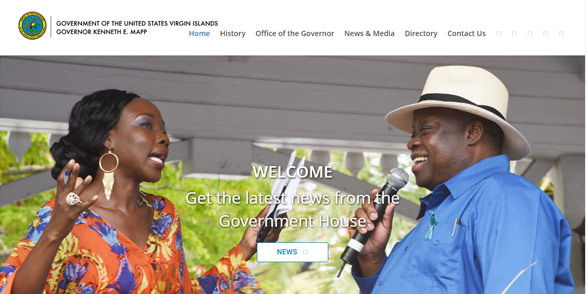 GOVERNMENT OF THE UNITED STATES VIRGIN ISLANDS
GOVERNOR KENNETH E. MAPP
Home History Office of the Governor News & Media Directory Contact Us
WELCOME
Get the latest news from the
Government House
NEWS